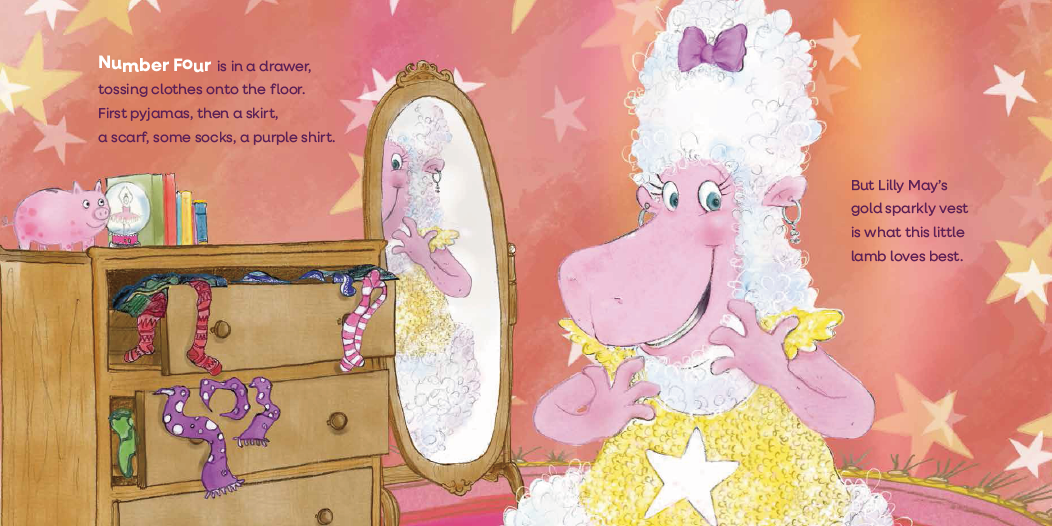 Number Four is in a drawer,
tossing clothes onto the floor.
First pyjamas, then a skirt,
a scarf, some socks, a purple shirt.
But Lilly May’s
gold sparkly vest
is what this little
lamb loves best.